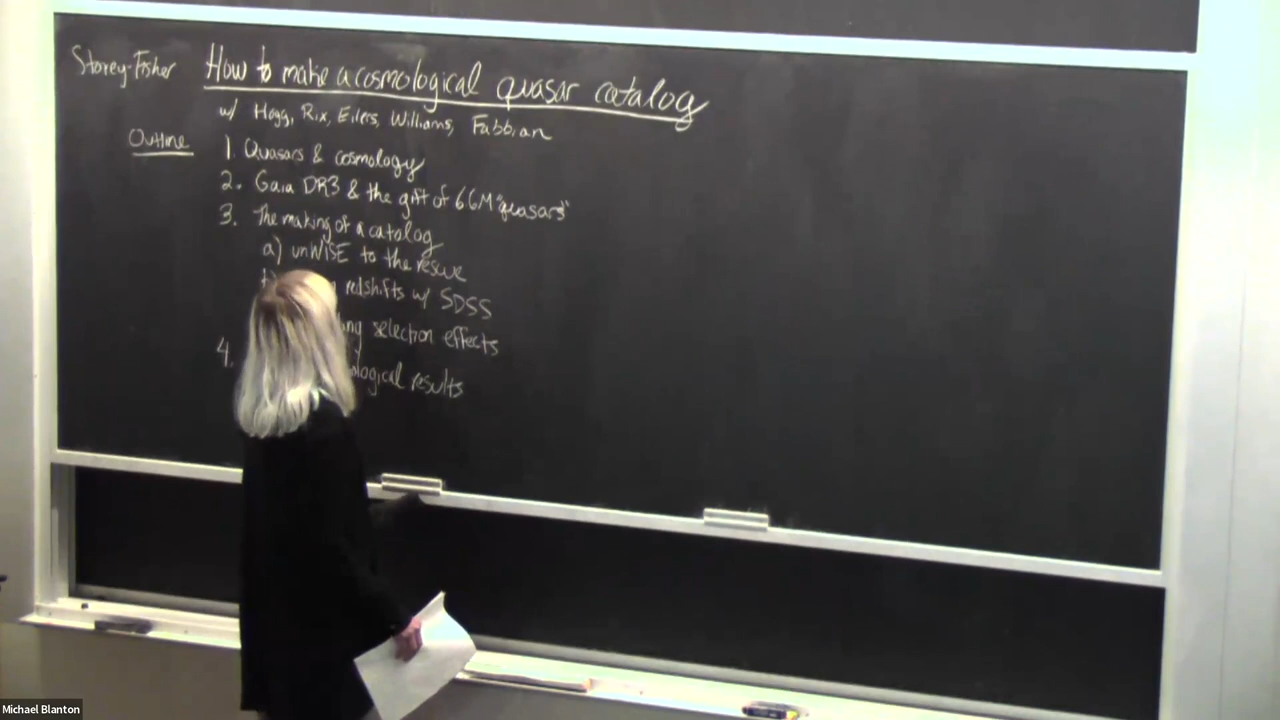 Storey-Fisher How to make a cosmological quasar catalog
w/ Hogg, Rix, Eilers, Williams, Fabbian
Outline
1. Quasars & cosmology
2. Gaia DR3 & the gift of 6.6M "quasars"
3. The making of a catalog
a) unWISE to the rescue
redshifts w/ SDSS
selection effects
4.
results
Michael Blanton